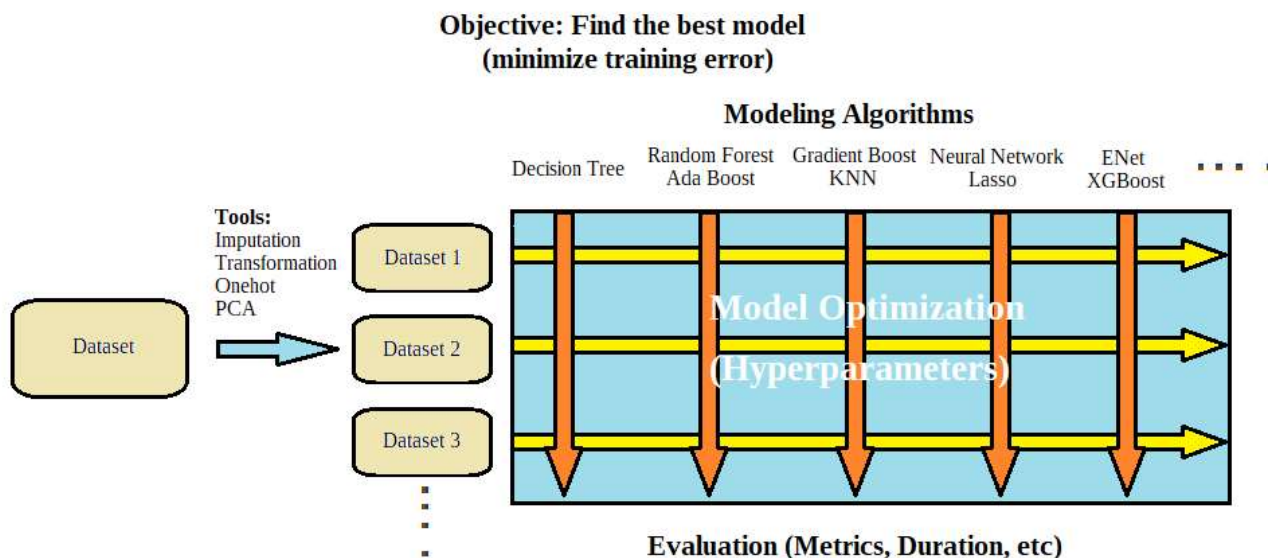 Objective: Find the best model
(minimize training error)
Modeling Algorithms
Decision Tree
Random Forest
Ada Boost
Gradient Boost
KNN
Neural Network
Lasso
ENet
XGBoost
Tools:
Imputation
Transformation
Onehot
PCA
Dataset
Dataset 1
Dataset 2
Dataset 3
Model Optimization
(Hyperparameters)
Evaluation (Metrics, Duration, etc)